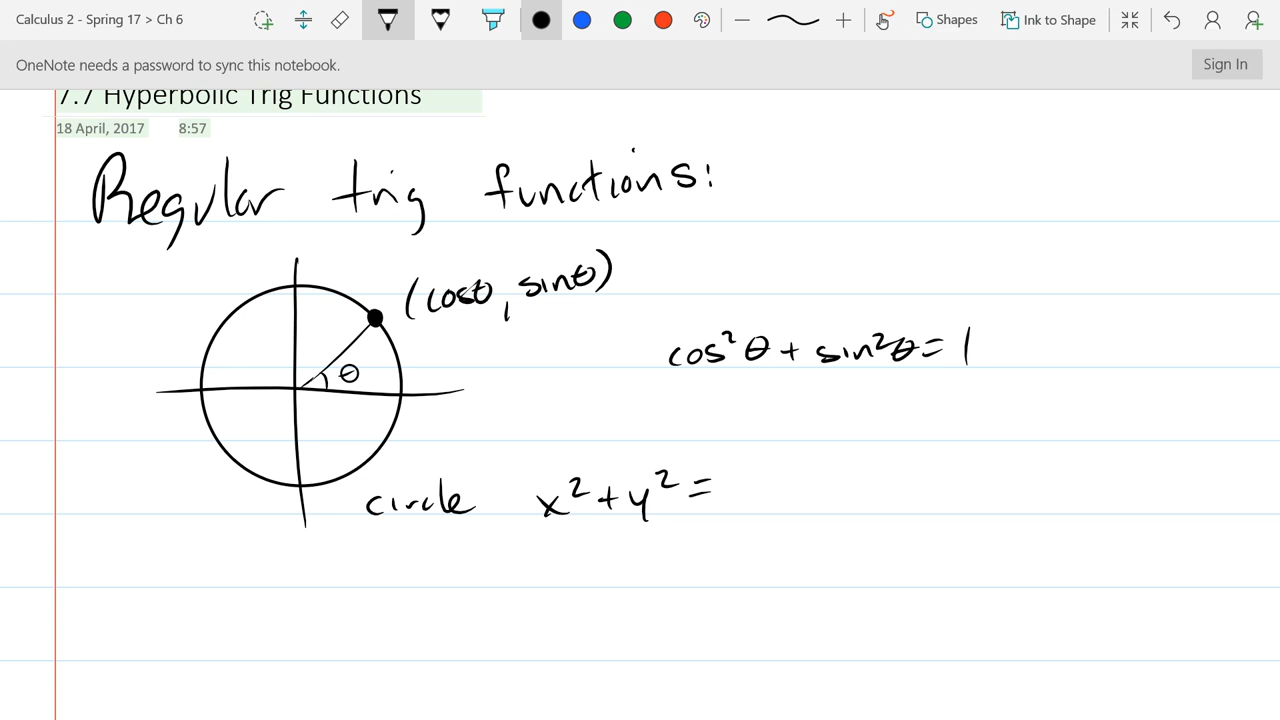 Calculus 2 - Spring 17 > Ch 6
Shapes
Ink to Shape
OneNote needs a password to sync this notebook.
Sign In
7.7 Hyperbolic Trig Functions
18 April, 2017 8:57
Regular trig functions:
(cosθ, sinθ)
cos²θ + sin²θ = 1
θ
circle x² + y² =